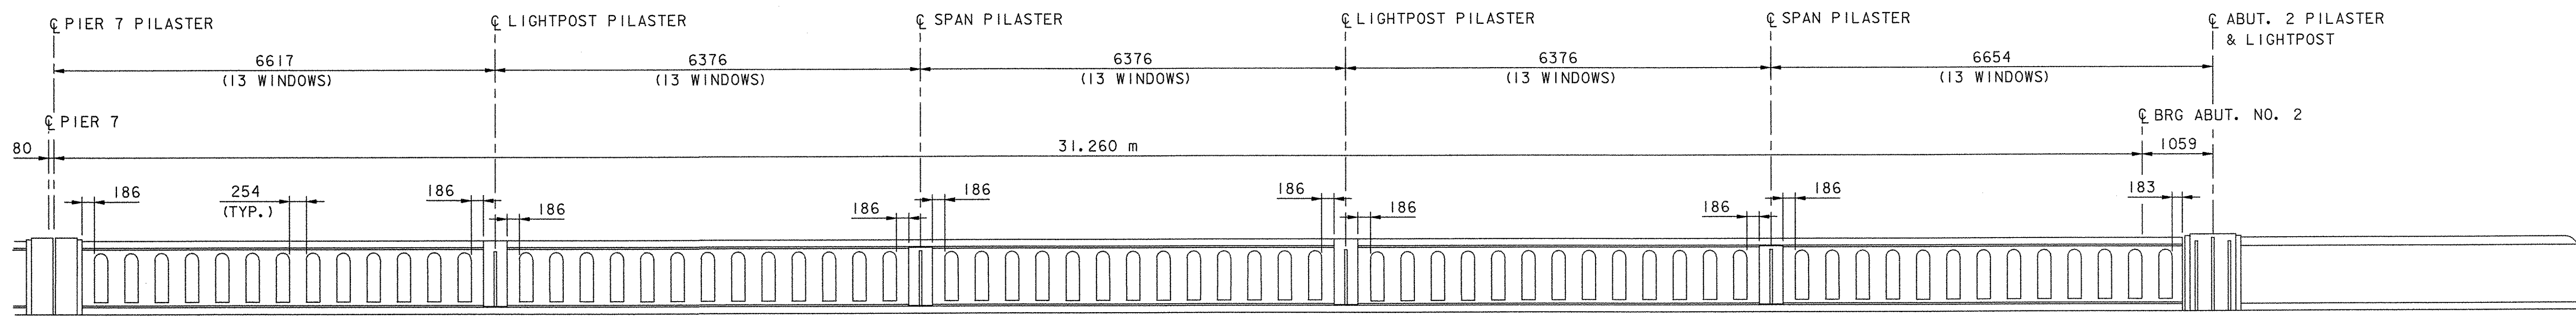 ℄ PIER 7 PILASTER
℄ LIGHTPOST PILASTER
℄ SPAN PILASTER
℄ LIGHTPOST PILASTER
℄ SPAN PILASTER
℄ ABUT. 2 PILASTER
& LIGHTPOST
6617
(13 WINDOWS)
6376
(13 WINDOWS)
6376
(13 WINDOWS)
6376
(13 WINDOWS)
6654
(13 WINDOWS)
℄ PIER 7
℄ BRG ABUT. NO. 2
80
31.260 m
1059
186
254
(TYP.)
186
186
186
186
186
186
186
186
183